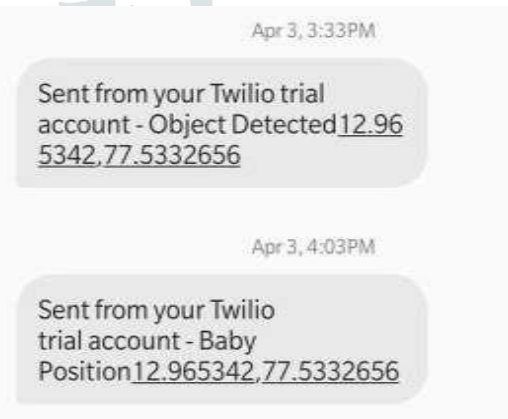 Apr 3, 3:33PM
Sent from your Twilio trial
account - Object Detected12.96
5342,77.5332656
Apr 3, 4:03PM
Sent from your Twilio
trial account - Baby
Position12.965342,77.5332656